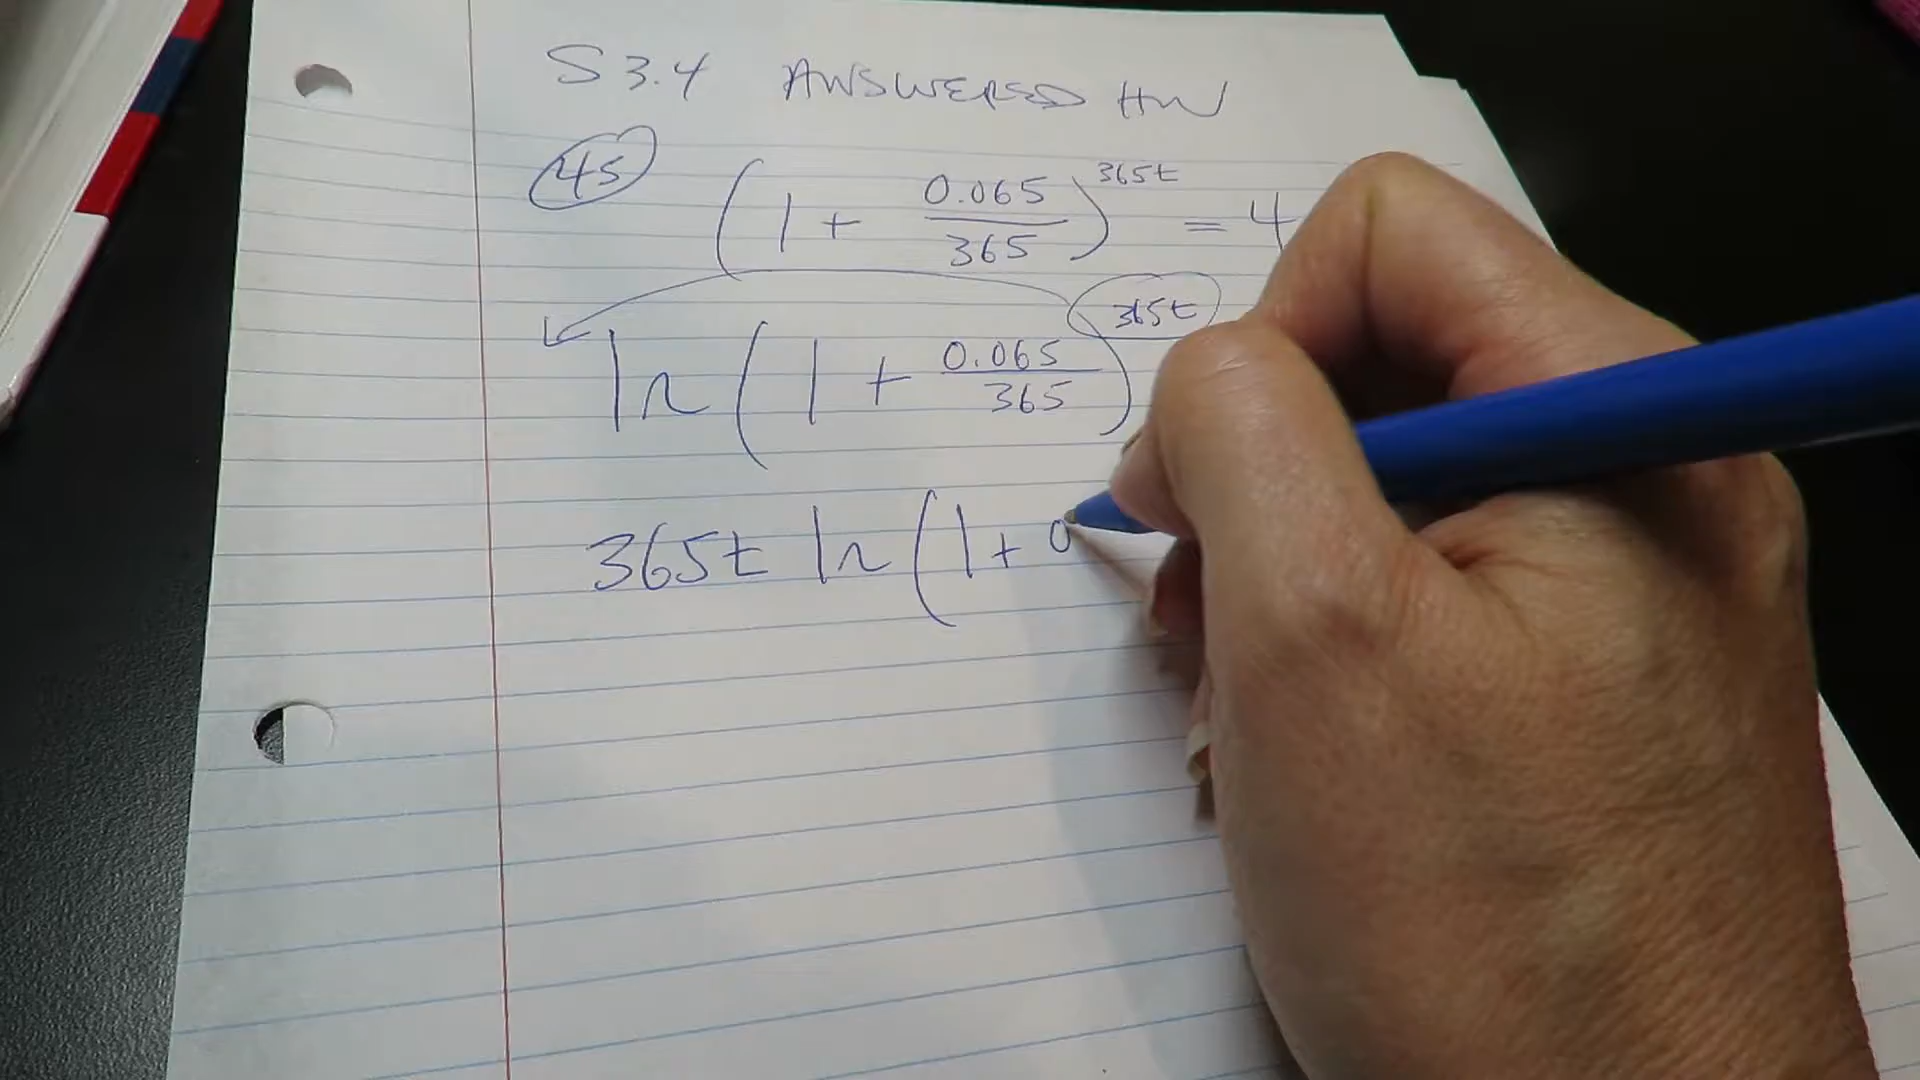 S 3.4 ANSWERED HW
45 (1 + 0.065/365)^365t = 4
ln (1 + 0.065/365)^365t
365t ln (1 + 0